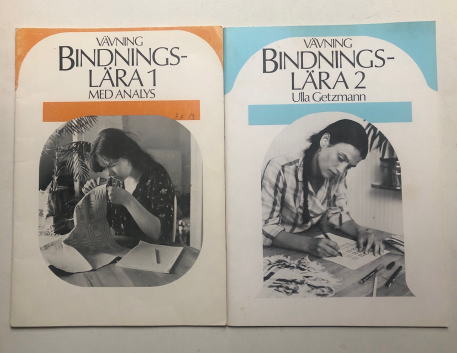 VÄVNING
BINDNINGS-
LÄRA 1
MED ANALYS
VÄVNING
BINDNINGS-
LÄRA 2
Ulla Getzmann